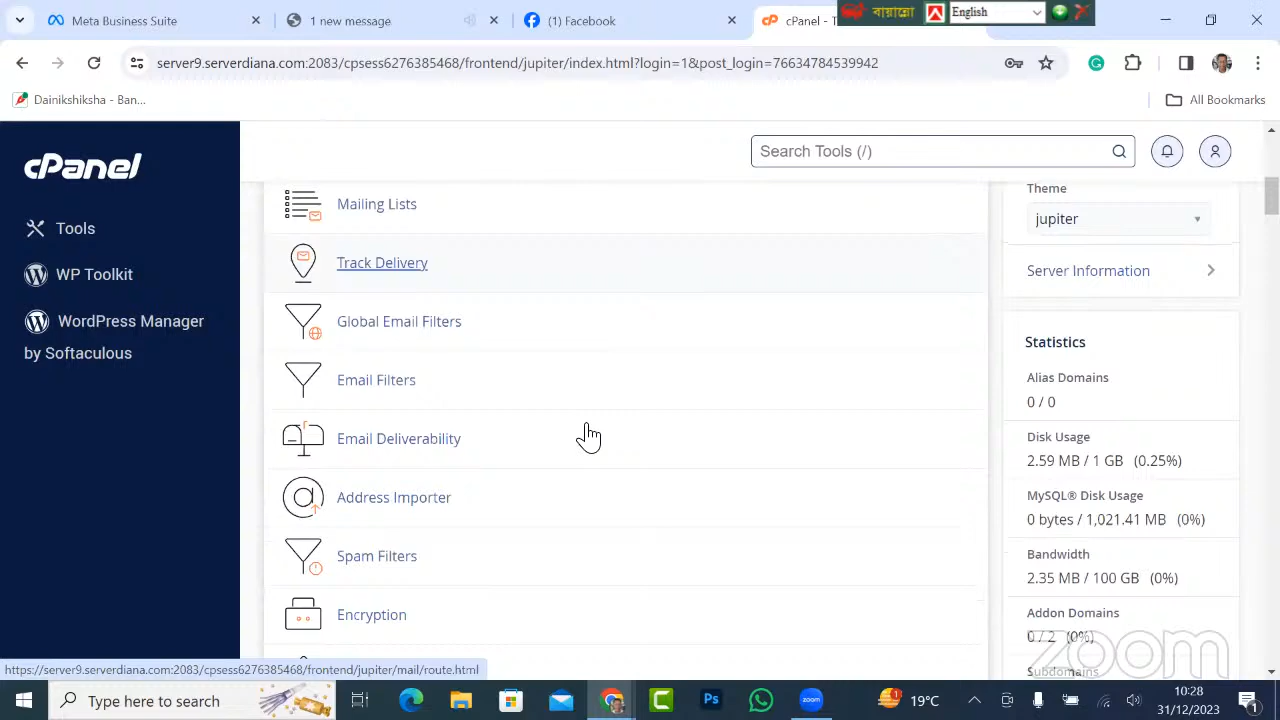 Meta Business Suite
1 new message
(1) Facebook
cPanel - T
বায়ান্নো
English
server9.serverdiana.com:2083/cpsess6276385468/frontend/jupiter/index.html?login=1&post_login=76634784539942
Dainikshiksha - Ban...
All Bookmarks
cPanel
Search Tools (/)
Tools
WP Toolkit
WordPress Manager
by Softaculous
Mailing Lists
Track Delivery
Global Email Filters
Email Filters
Email Deliverability
Address Importer
Spam Filters
Encryption
Theme
jupiter
Server Information
Statistics
Alias Domains
0 / 0
Disk Usage
2.59 MB / 1 GB (0.25%)
MySQL® Disk Usage
0 bytes / 1,021.41 MB (0%)
Bandwidth
2.35 MB / 100 GB (0%)
Addon Domains
0 / 2 (0%)
Subdomains
zoom
https://server9.serverdiana.com:2083/cpsess6276385468/frontend/jupiter/mail/route.html
Type here to search
Ps
zoom
1
19°C
10:28
31/12/2023
1